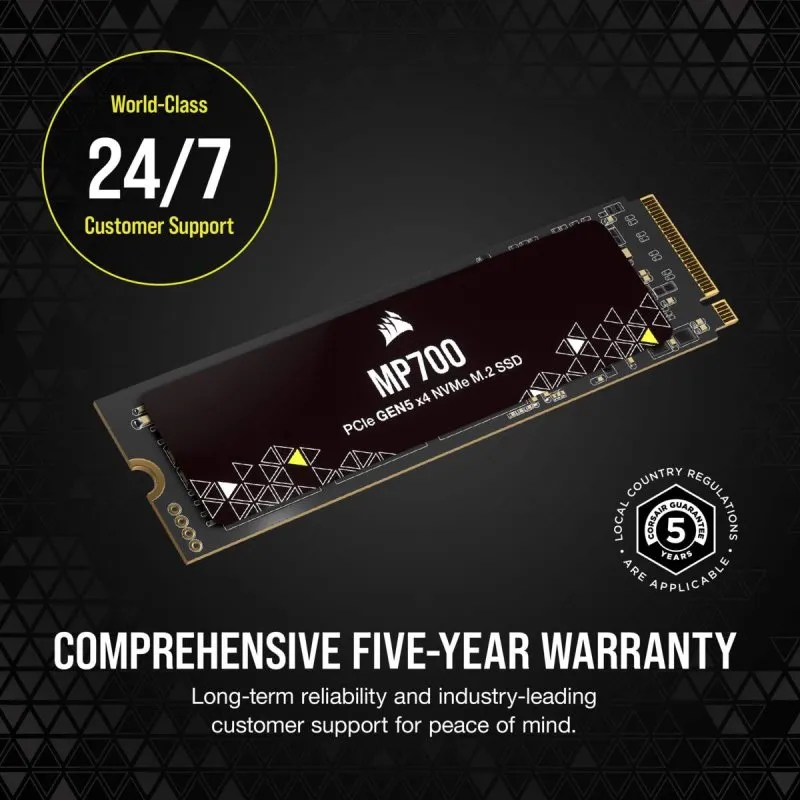 World-Class
24/7
Customer Support
MP700
PCIe GEN5 x4 NVMe M.2 SSD
LOCAL COUNTRY REGULATIONS
• ARE APPLICABLE •
CORSAIR GUARANTEE
5
YEARS
COMPREHENSIVE FIVE-YEAR WARRANTY
Long-term reliability and industry-leading
customer support for peace of mind.